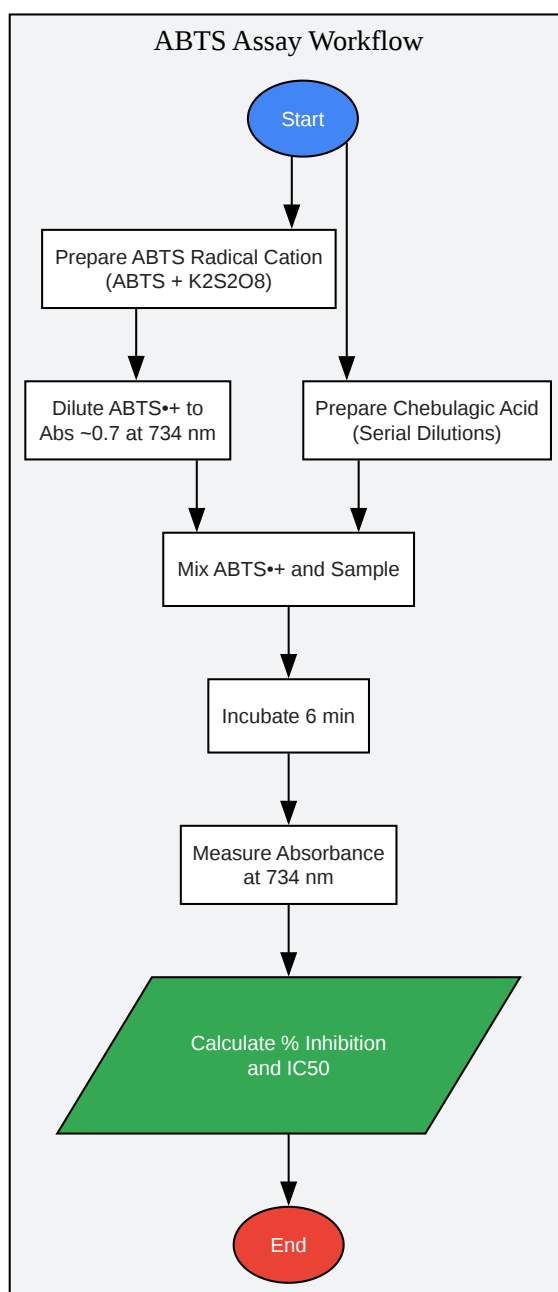 ABTS Assay Workflow
Start
Prepare ABTS Radical Cation
(ABTS + K2S2O8)
Dilute ABTS•+ to
Abs ~0.7 at 734 nm
Prepare Chebulagic Acid
(Serial Dilutions)
Mix ABTS•+ and Sample
Incubate 6 min
Measure Absorbance
at 734 nm
Calculate % Inhibition
and IC50
End